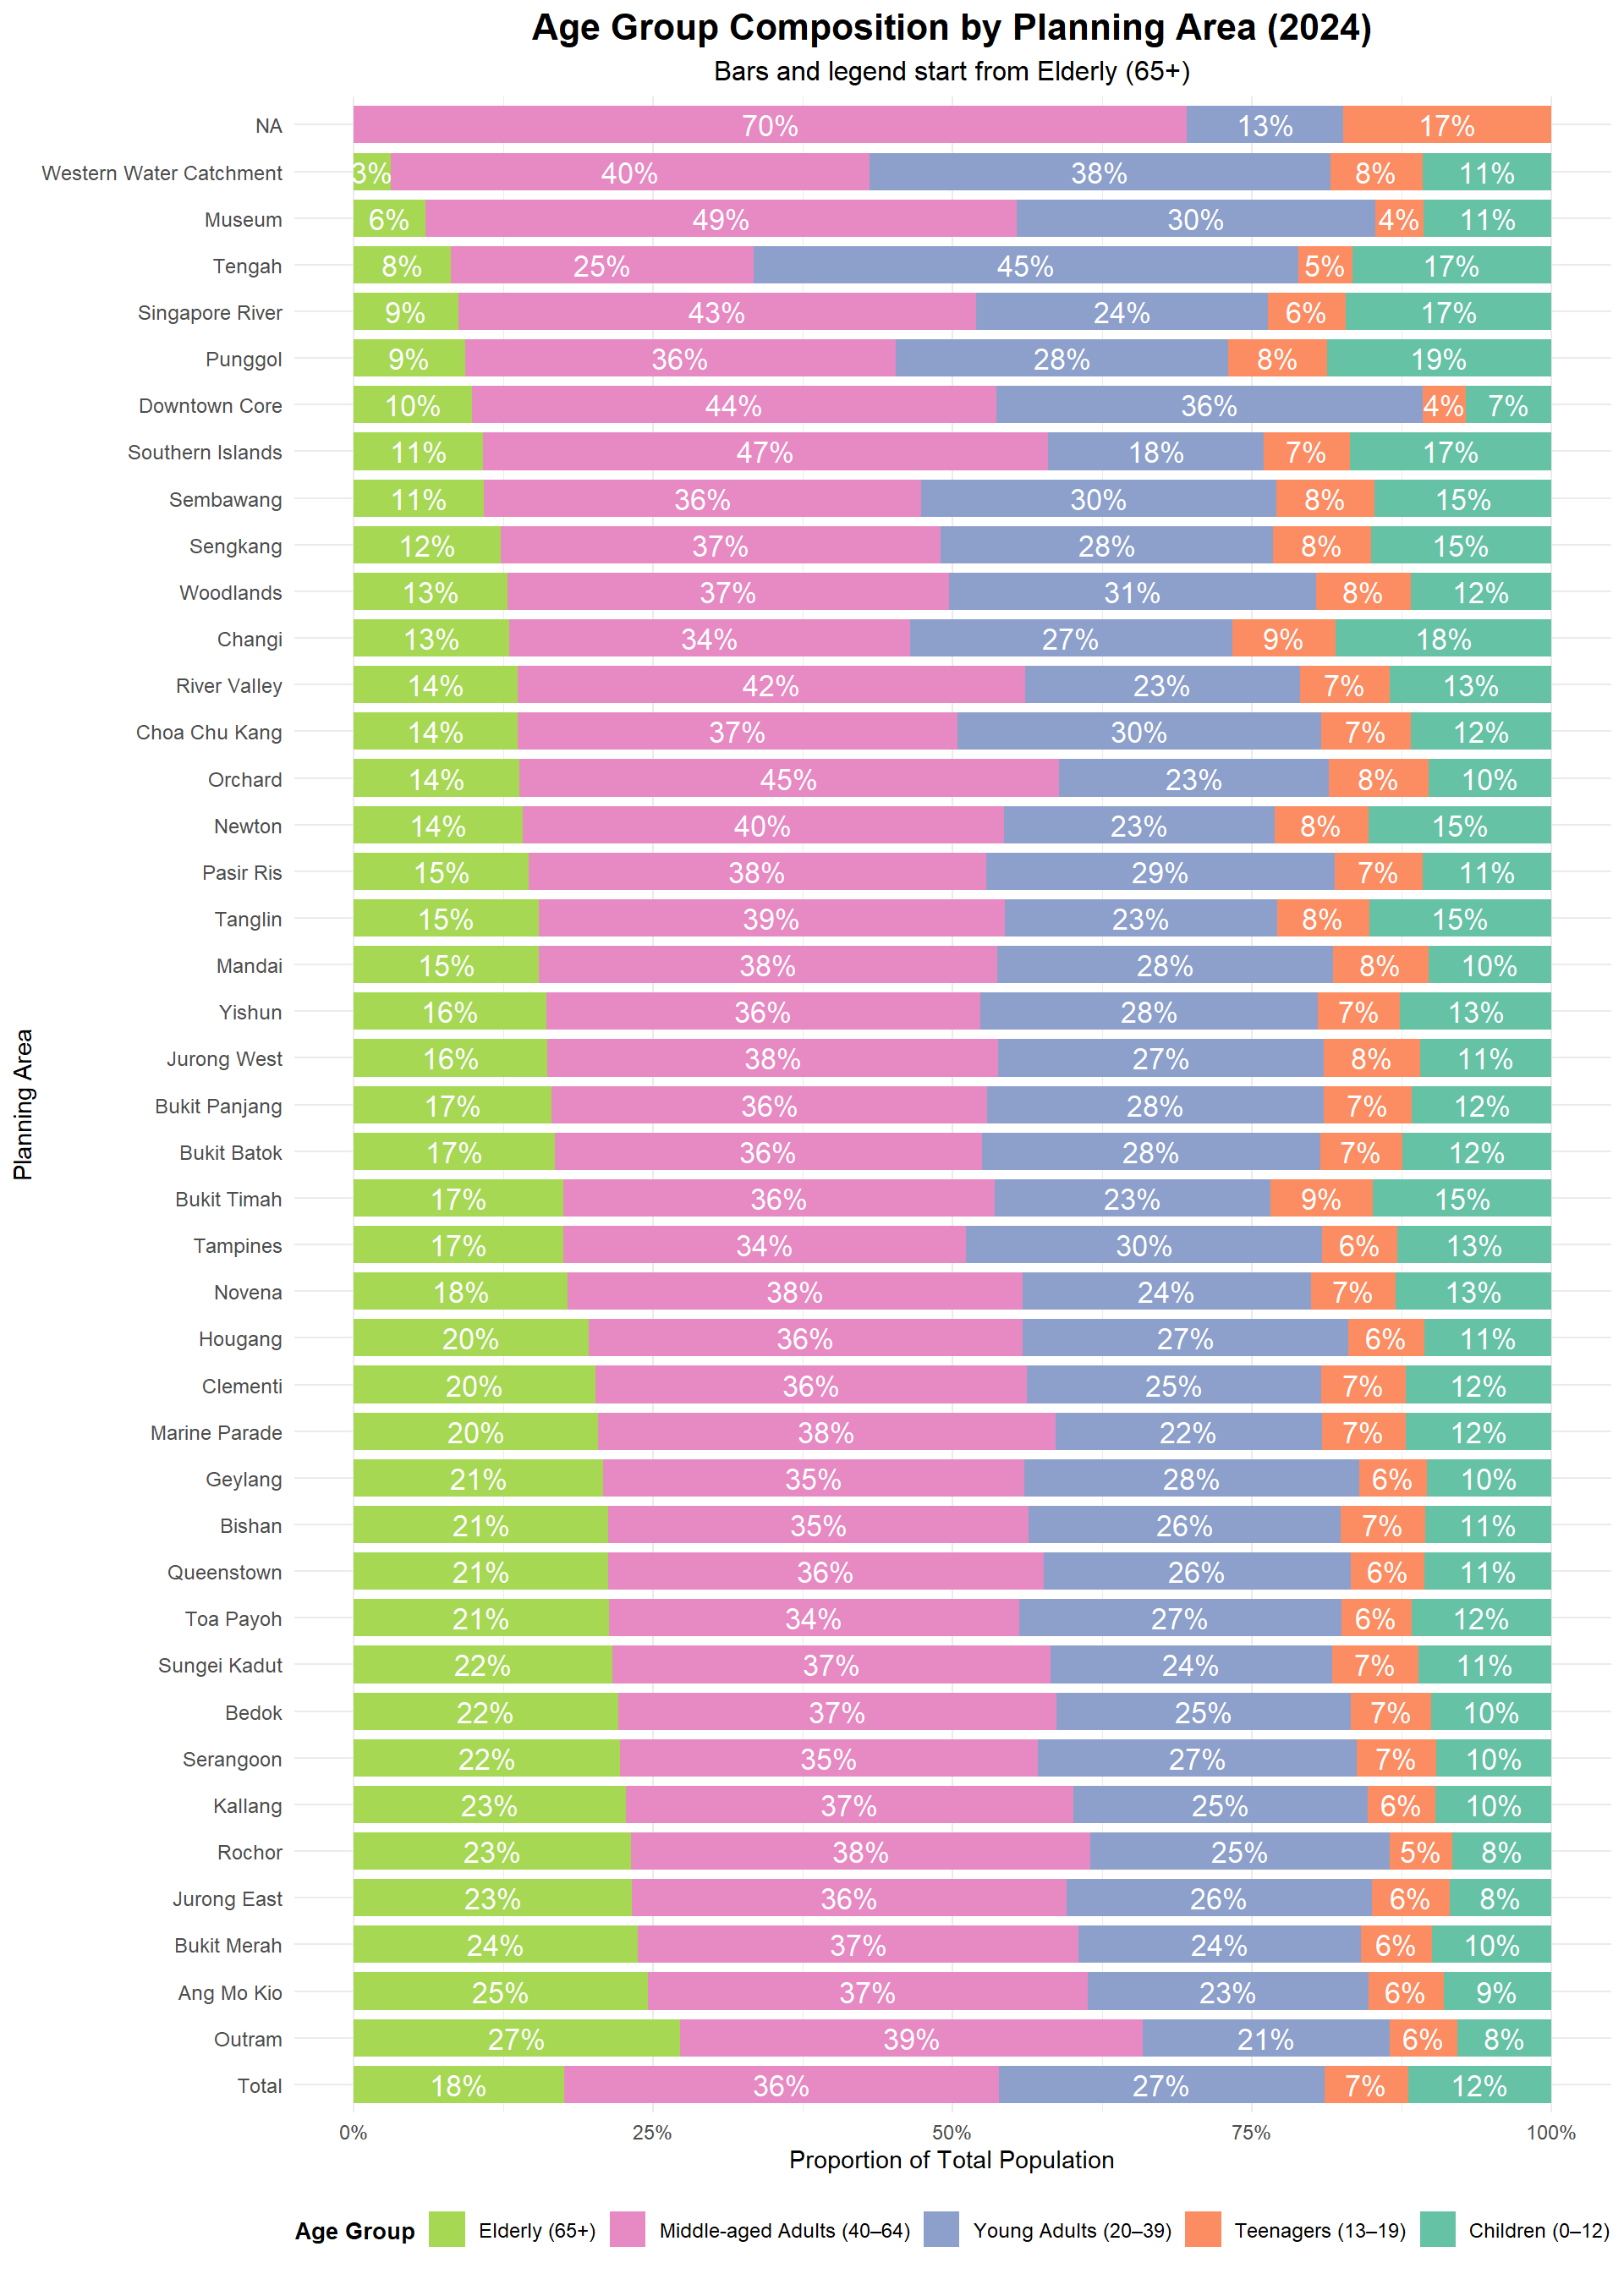 Age Group Composition by Planning Area (2024)
Bars and legend start from Elderly (65+)
Planning Area
NA 70% 13% 17%
Western Water Catchment 3% 40% 38% 8% 11%
Museum 6% 49% 30% 4% 11%
Tengah 8% 25% 45% 5% 17%
Singapore River 9% 43% 24% 6% 17%
Punggol 9% 36% 28% 8% 19%
Downtown Core 10% 44% 36% 4% 7%
Southern Islands 11% 47% 18% 7% 17%
Sembawang 11% 36% 30% 8% 15%
Sengkang 12% 37% 28% 8% 15%
Woodlands 13% 37% 31% 8% 12%
Changi 13% 34% 27% 9% 18%
River Valley 14% 42% 23% 7% 13%
Choa Chu Kang 14% 37% 30% 7% 12%
Orchard 14% 45% 23% 8% 10%
Newton 14% 40% 23% 8% 15%
Pasir Ris 15% 38% 29% 7% 11%
Tanglin 15% 39% 23% 8% 15%
Mandai 15% 38% 28% 8% 10%
Yishun 16% 36% 28% 7% 13%
Jurong West 16% 38% 27% 8% 11%
Bukit Panjang 17% 36% 28% 7% 12%
Bukit Batok 17% 36% 28% 7% 12%
Bukit Timah 17% 36% 23% 9% 15%
Tampines 17% 34% 30% 6% 13%
Novena 18% 38% 24% 7% 13%
Hougang 20% 36% 27% 6% 11%
Clementi 20% 36% 25% 7% 12%
Marine Parade 20% 38% 22% 7% 12%
Geylang 21% 35% 28% 6% 10%
Bishan 21% 35% 26% 7% 11%
Queenstown 21% 36% 26% 6% 11%
Toa Payoh 21% 34% 27% 6% 12%
Sungei Kadut 22% 37% 24% 7% 11%
Bedok 22% 37% 25% 7% 10%
Serangoon 22% 35% 27% 7% 10%
Kallang 23% 37% 25% 6% 10%
Rochor 23% 38% 25% 5% 8%
Jurong East 23% 36% 26% 6% 8%
Bukit Merah 24% 37% 24% 6% 10%
Ang Mo Kio 25% 37% 23% 6% 9%
Outram 27% 39% 21% 6% 8%
Total 18% 36% 27% 7% 12%
0% 25% 50% 75% 100%
Proportion of Total Population
Age Group Elderly (65+) Middle-aged Adults (40–64) Young Adults (20–39) Teenagers (13–19) Children (0–12)